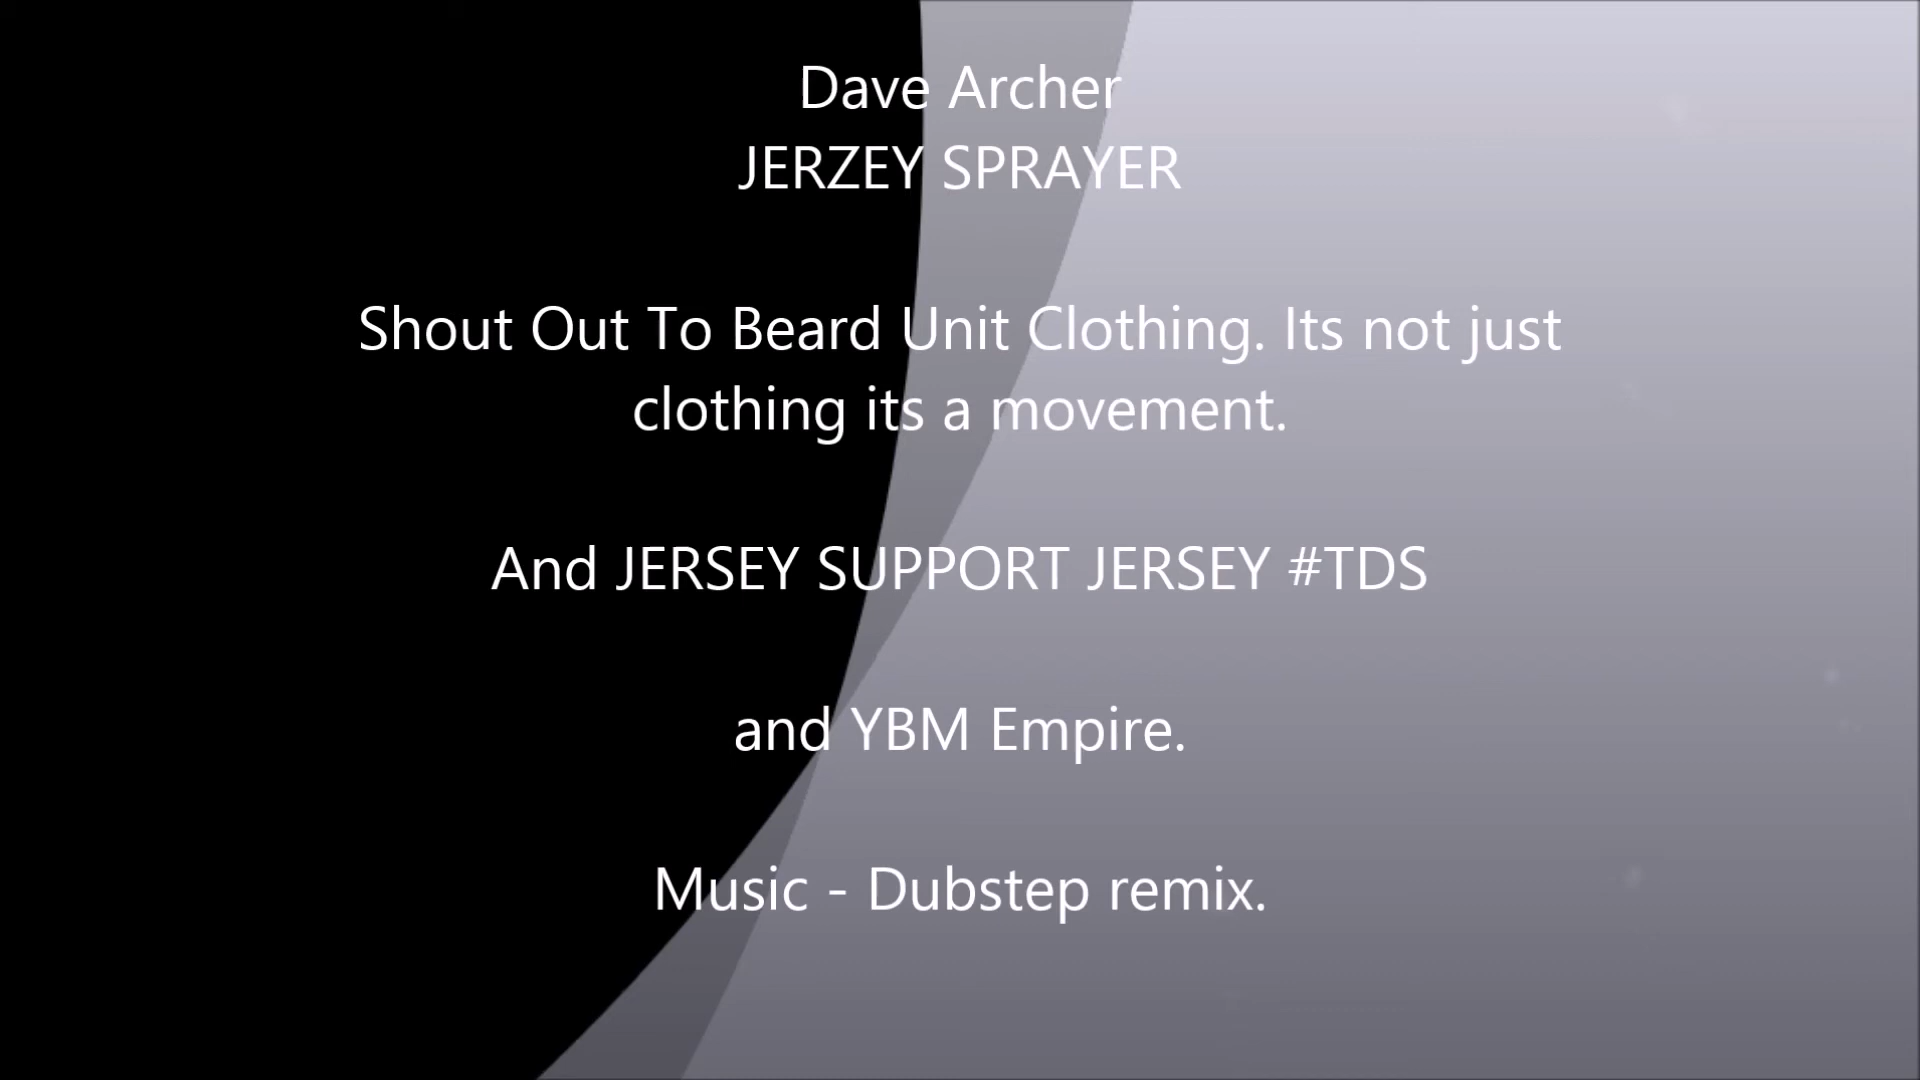 Dave Archer
JERZEY SPRAYER
Shout Out To Beard Unit Clothing. Its not just
clothing its a movement.
And JERSEY SUPPORT JERSEY #TDS
and YBM Empire.
Music - Dubstep remix.